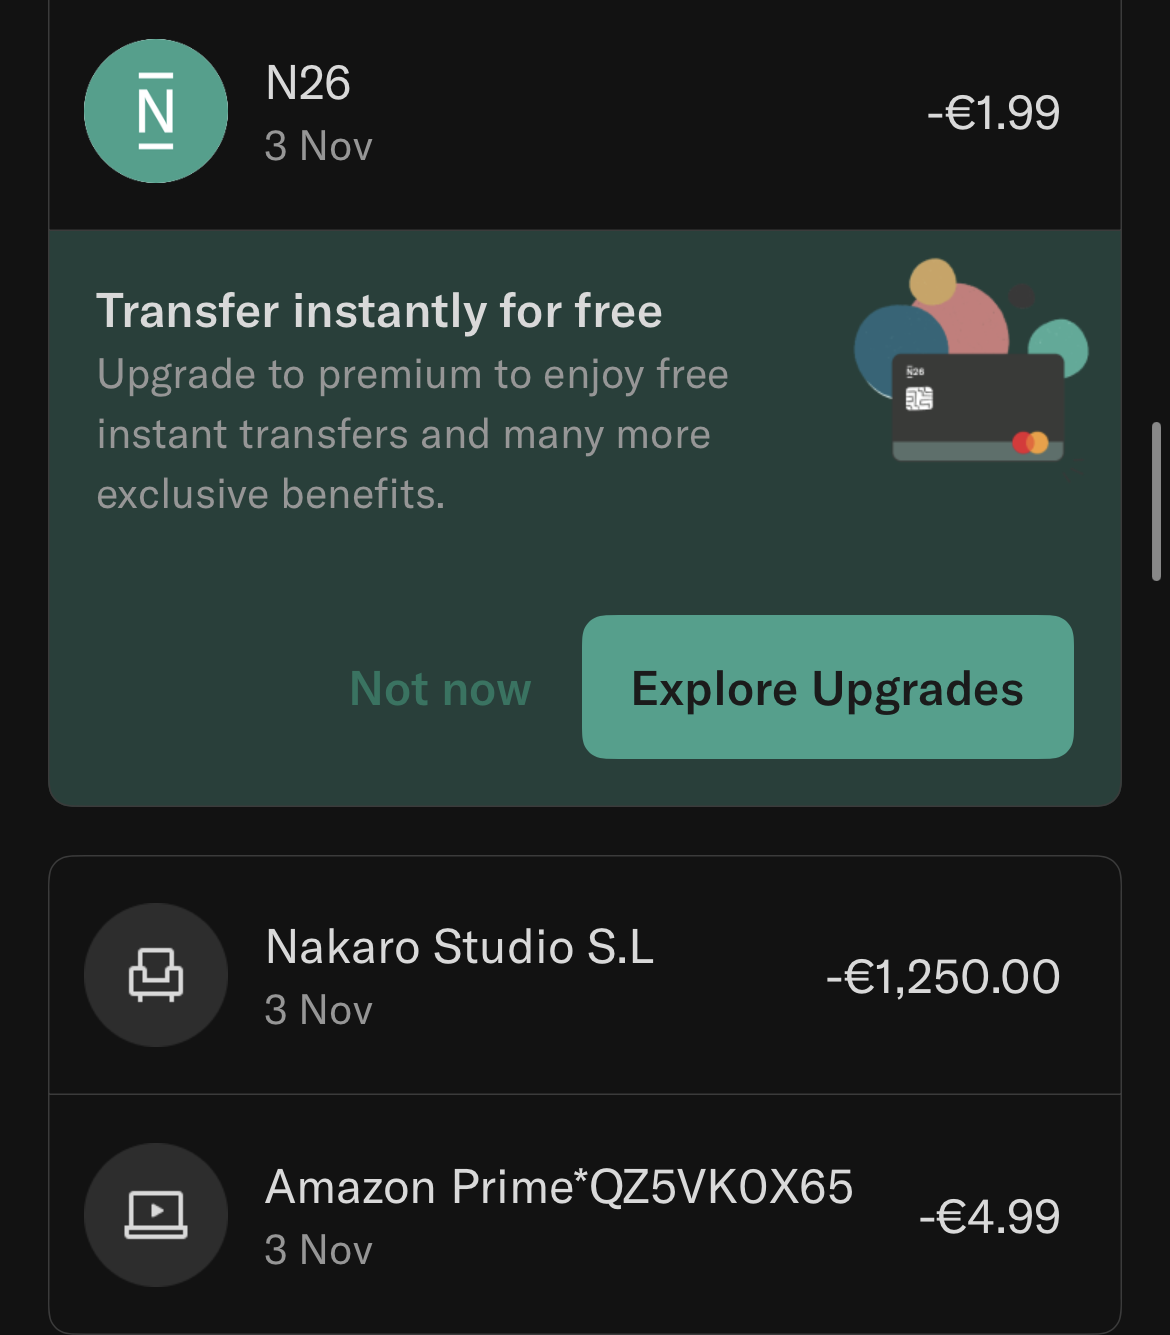 N
N26
3 Nov
-€1.99
Transfer instantly for free
Upgrade to premium to enjoy free
instant transfers and many more
exclusive benefits.
N26
Not now
Explore Upgrades
Nakaro Studio S.L
3 Nov
-€1,250.00
Amazon Prime*QZ5VK0X65
3 Nov
-€4.99